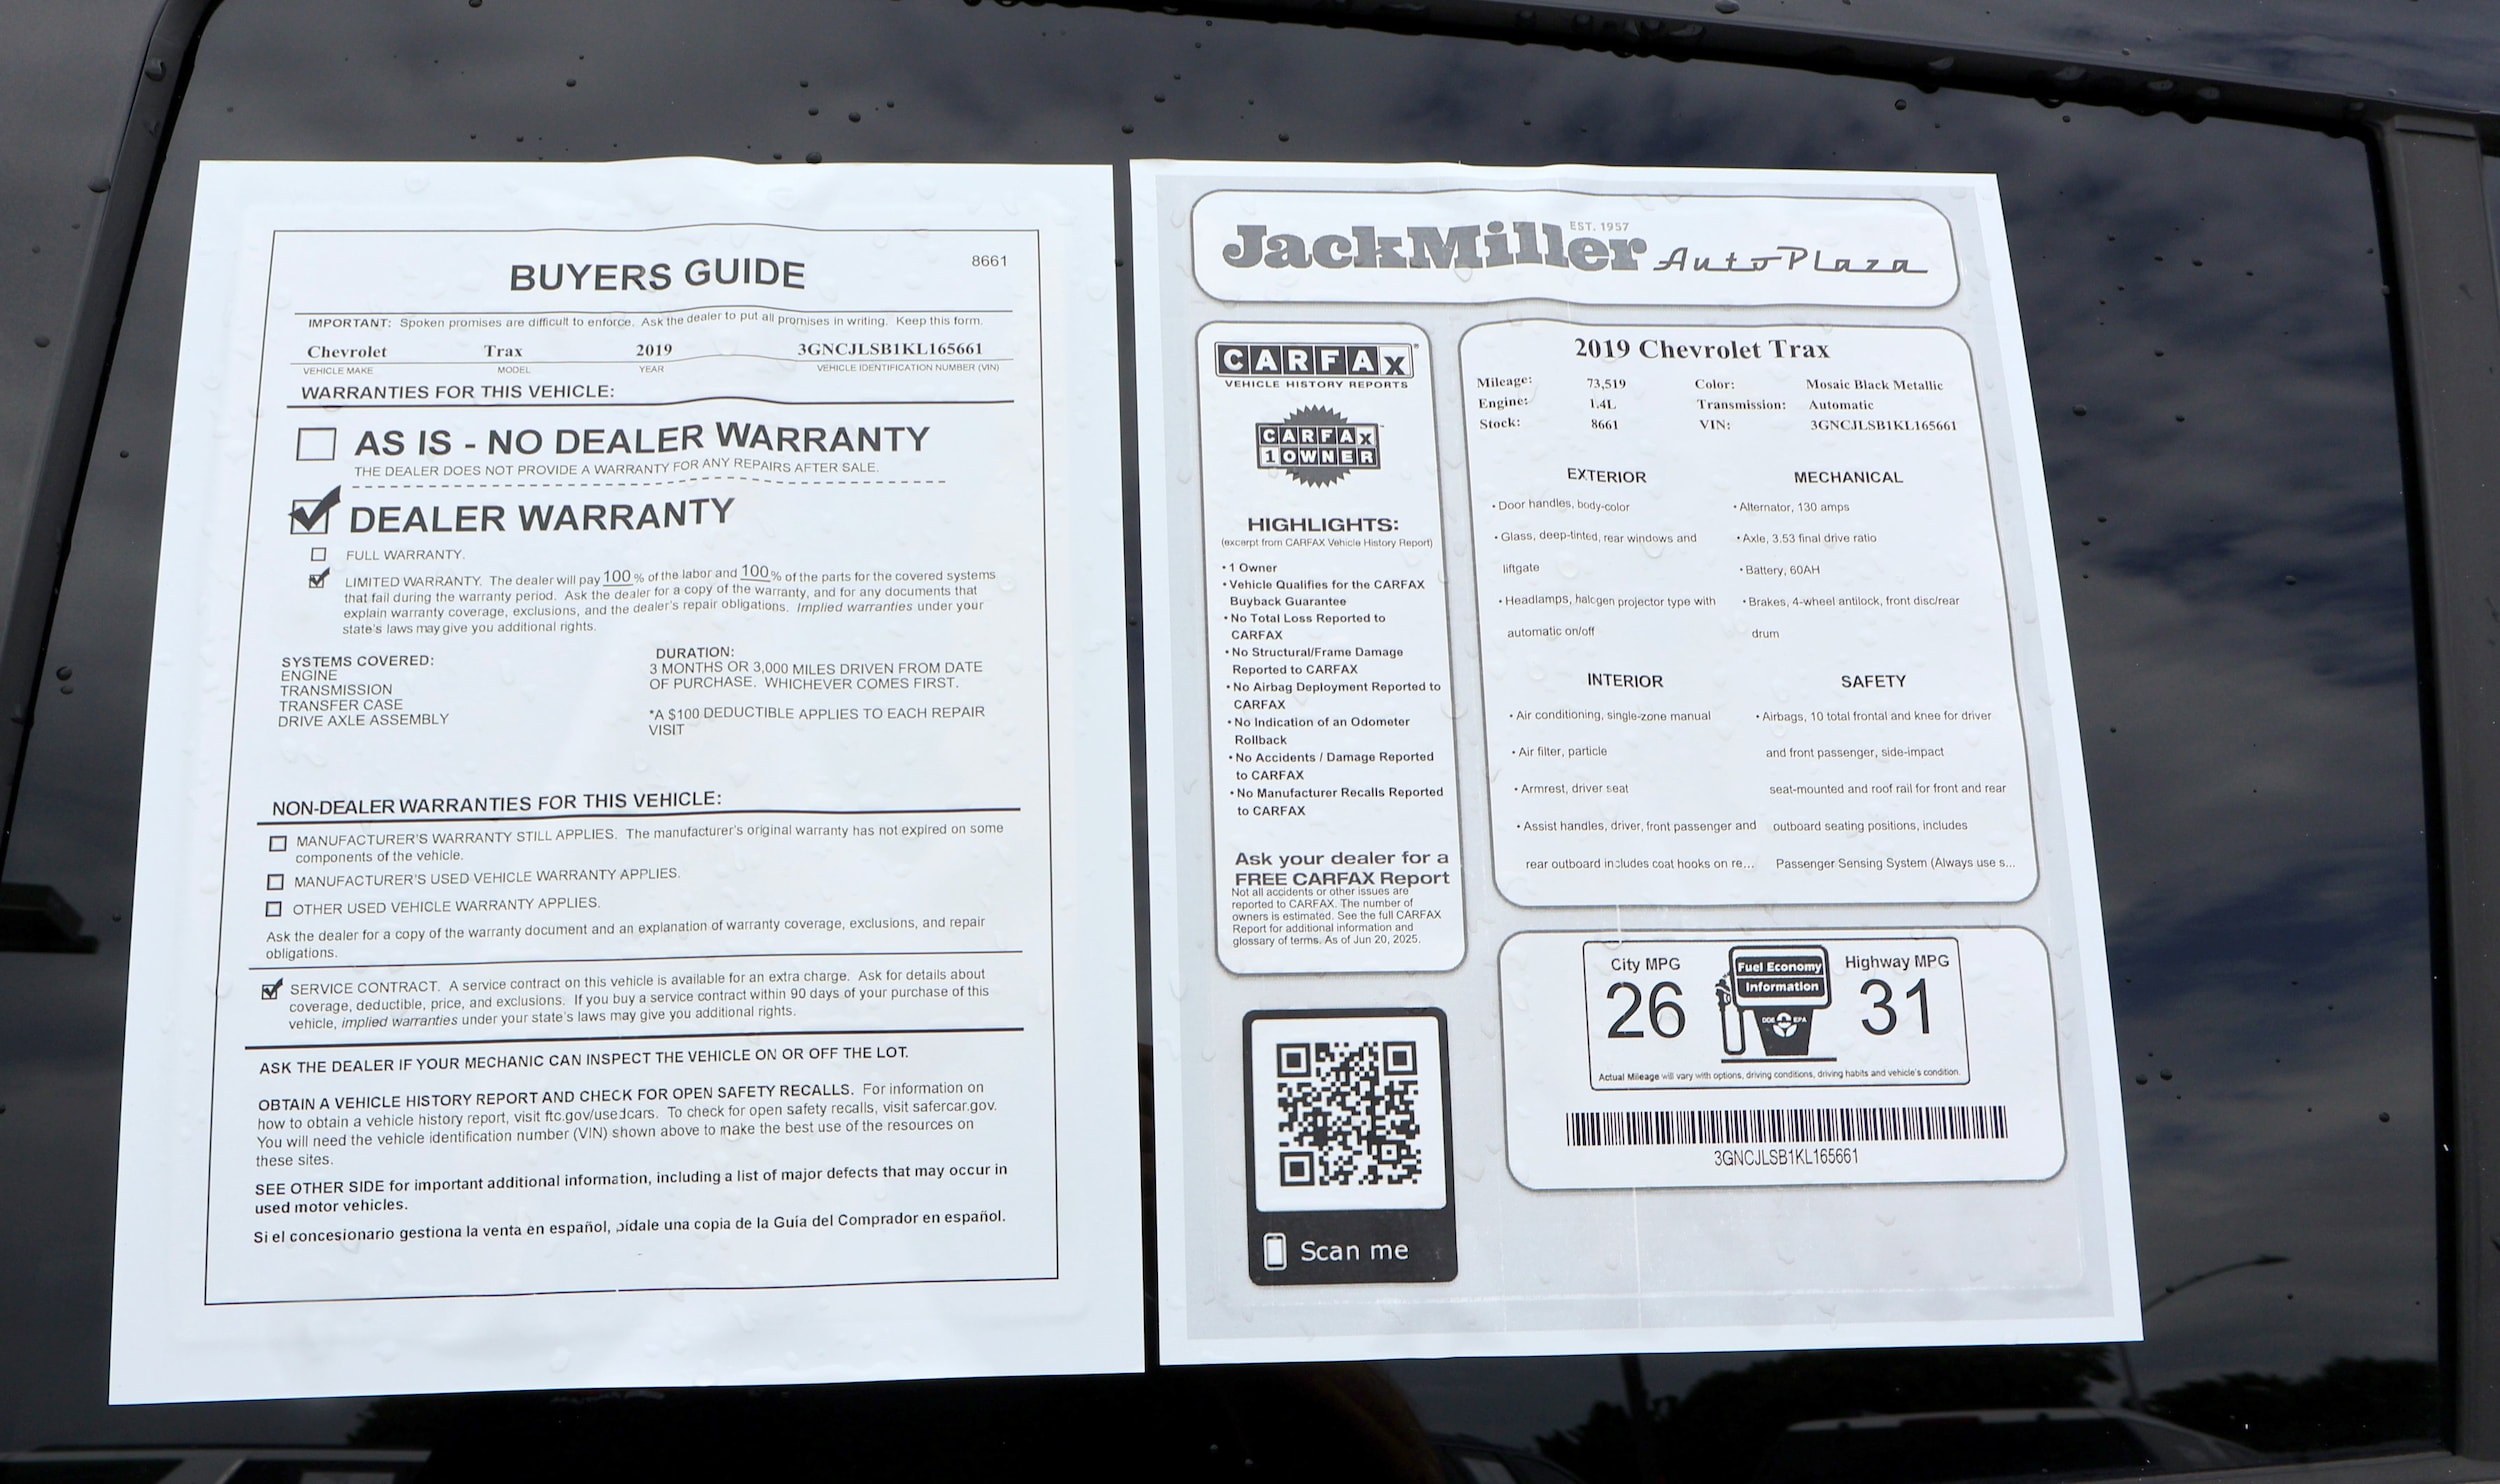 BUYERS GUIDE
8661
IMPORTANT: Spoken promises are difficult to enforce. Ask the dealer to put all promises in writing. Keep this form.
Chevrolet Trax 2019 3GNCJLSB1KL165661
VEHICLE MAKE MODEL YEAR VEHICLE IDENTIFICATION NUMBER (VIN)
WARRANTIES FOR THIS VEHICLE:
AS IS - NO DEALER WARRANTY
THE DEALER DOES NOT PROVIDE A WARRANTY FOR ANY REPAIRS AFTER SALE.
DEALER WARRANTY
FULL WARRANTY.
LIMITED WARRANTY. The dealer will pay 100 % of the labor and 100 % of the parts for the covered systems
that fail during the warranty period. Ask the dealer for a copy of the warranty, and for any documents that
explain warranty coverage, exclusions, and the dealer's repair obligations. Implied warranties under your
state's laws may give you additional rights.
SYSTEMS COVERED:
ENGINE
TRANSMISSION
TRANSFER CASE
DRIVE AXLE ASSEMBLY
DURATION:
3 MONTHS OR 3,000 MILES DRIVEN FROM DATE
OF PURCHASE. WHICHEVER COMES FIRST.
*A $100 DEDUCTIBLE APPLIES TO EACH REPAIR
VISIT
NON-DEALER WARRANTIES FOR THIS VEHICLE:
MANUFACTURER'S WARRANTY STILL APPLIES. The manufacturer's original warranty has not expired on some
components of the vehicle.
MANUFACTURER'S USED VEHICLE WARRANTY APPLIES.
OTHER USED VEHICLE WARRANTY APPLIES.
Ask the dealer for a copy of the warranty document and an explanation of warranty coverage, exclusions, and repair
obligations.
SERVICE CONTRACT. A service contract on this vehicle is available for an extra charge. Ask for details about
coverage, deductible, price, and exclusions. If you buy a service contract within 90 days of your purchase of this
vehicle, implied warranties under your state's laws may give you additional rights.
ASK THE DEALER IF YOUR MECHANIC CAN INSPECT THE VEHICLE ON OR OFF THE LOT.
OBTAIN A VEHICLE HISTORY REPORT AND CHECK FOR OPEN SAFETY RECALLS. For information on
how to obtain a vehicle history report, visit ftc.gov/usedcars. To check for open safety recalls, visit safercar.gov.
You will need the vehicle identification number (VIN) shown above to make the best use of the resources on
these sites.
SEE OTHER SIDE for important additional information, including a list of major defects that may occur in
used motor vehicles.
Si el concesionario gestiona la venta en español, pídale una copia de la Guía del Comprador en español.
EST. 1957
JackMiller Auto Plaza
CARFAX
VEHICLE HISTORY REPORTS
CARFAX
1 OWNER
HIGHLIGHTS:
(excerpt from CARFAX Vehicle History Report)
• 1 Owner
• Vehicle Qualifies for the CARFAX
Buyback Guarantee
• No Total Loss Reported to
CARFAX
• No Structural/Frame Damage
Reported to CARFAX
• No Airbag Deployment Reported to
CARFAX
• No Indication of an Odometer
Rollback
• No Accidents / Damage Reported
to CARFAX
• No Manufacturer Recalls Reported
to CARFAX
Ask your dealer for a
FREE CARFAX Report
Not all accidents or other issues are
reported to CARFAX. The number of
owners is estimated. See the full CARFAX
Report for additional information and
glossary of terms. As of Jun 20, 2025.
Scan me
2019 Chevrolet Trax
Mileage: 73,519 Color: Mosaic Black Metallic
Engine: 1.4L Transmission: Automatic
Stock: 8661 VIN: 3GNCJLSB1KL165661
EXTERIOR
• Door handles, body-color
• Glass, deep-tinted, rear windows and
liftgate
• Headlamps, halogen projector type with
automatic on/off
MECHANICAL
• Alternator, 130 amps
• Axle, 3.53 final drive ratio
• Battery, 60AH
• Brakes, 4-wheel antilock, front disc/rear
drum
INTERIOR
• Air conditioning, single-zone manual
• Air filter, particle
• Armrest, driver seat
• Assist handles, driver, front passenger and
rear outboard includes coat hooks on re...
SAFETY
• Airbags, 10 total frontal and knee for driver
and front passenger, side-impact
seat-mounted and roof rail for front and rear
outboard seating positions, includes
Passenger Sensing System (Always use s...
City MPG
26
Fuel Economy
Information
DOE EPA
Highway MPG
31
Actual Mileage will vary with options, driving conditions, driving habits and vehicle's condition.
3GNCJLSB1KL165661